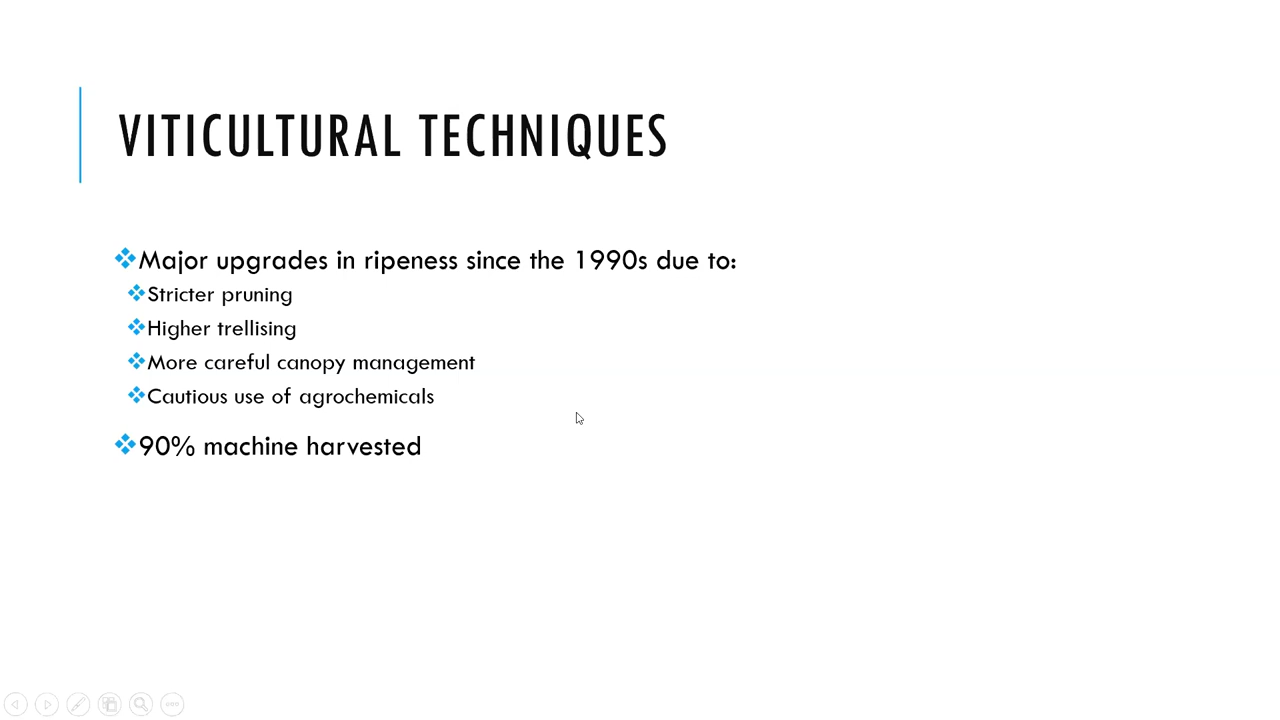 VITICULTURAL TECHNIQUES
Major upgrades in ripeness since the 1990s due to:
Stricter pruning
Higher trellising
More careful canopy management
Cautious use of agrochemicals
90% machine harvested